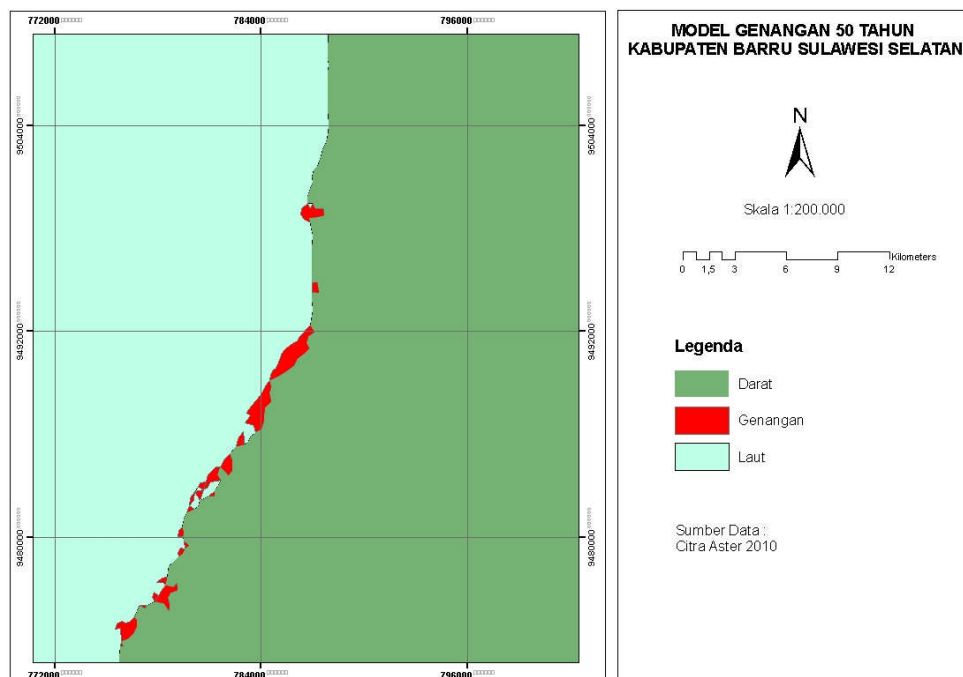 772000 784000 796000
9504000 9504000
9492000 9492000
9480000 9480000
772000 784000 796000
MODEL GENANGAN 50 TAHUN
KABUPATEN BARRU SULAWESI SELATAN
N
Skala 1:200.000
Kilometers
0 1,5 3 6 9 12
Legenda
Darat
Genangan
Laut
Sumber Data :
Citra Aster 2010